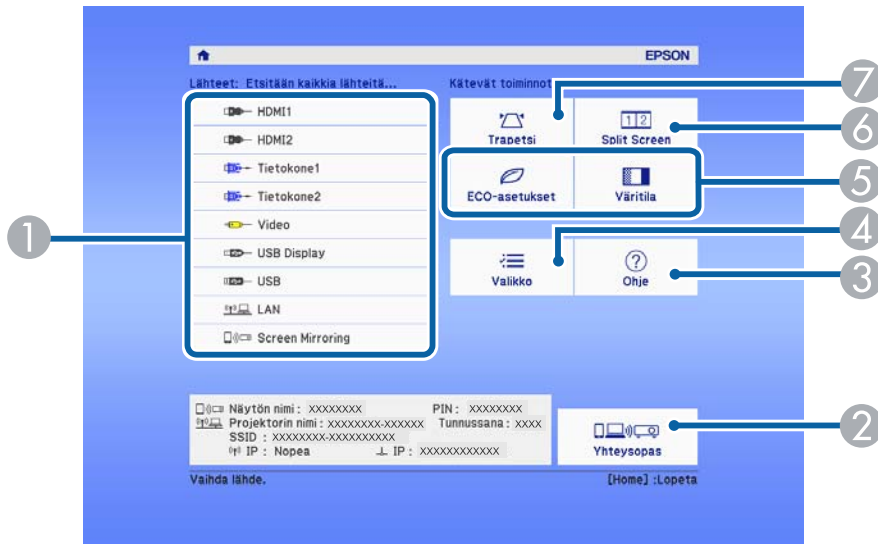 EPSON
Lähteet: Etsitään kaikkia lähteitä...
Kätevät toiminnot
HDMI1
HDMI2
Tietokone1
Tietokone2
Video
USB Display
USB
LAN
Screen Mirroring
1
Trapetsi
7
1 2
Split Screen
6
ECO-asetukset
Väritila
5
Valikko
4
?
Ohje
3
Näytön nimi : XXXXXXXX PIN : XXXXXXXX
Projektorin nimi : XXXXXXXX-XXXXXX Tunnussana : XXXX
SSID : XXXXXXXX-XXXXXXXXXX
IP : Nopea IP : XXXXXXXXXXXX
Yhteysopas
2
Vaihda lähde.
[Home] :Lopeta